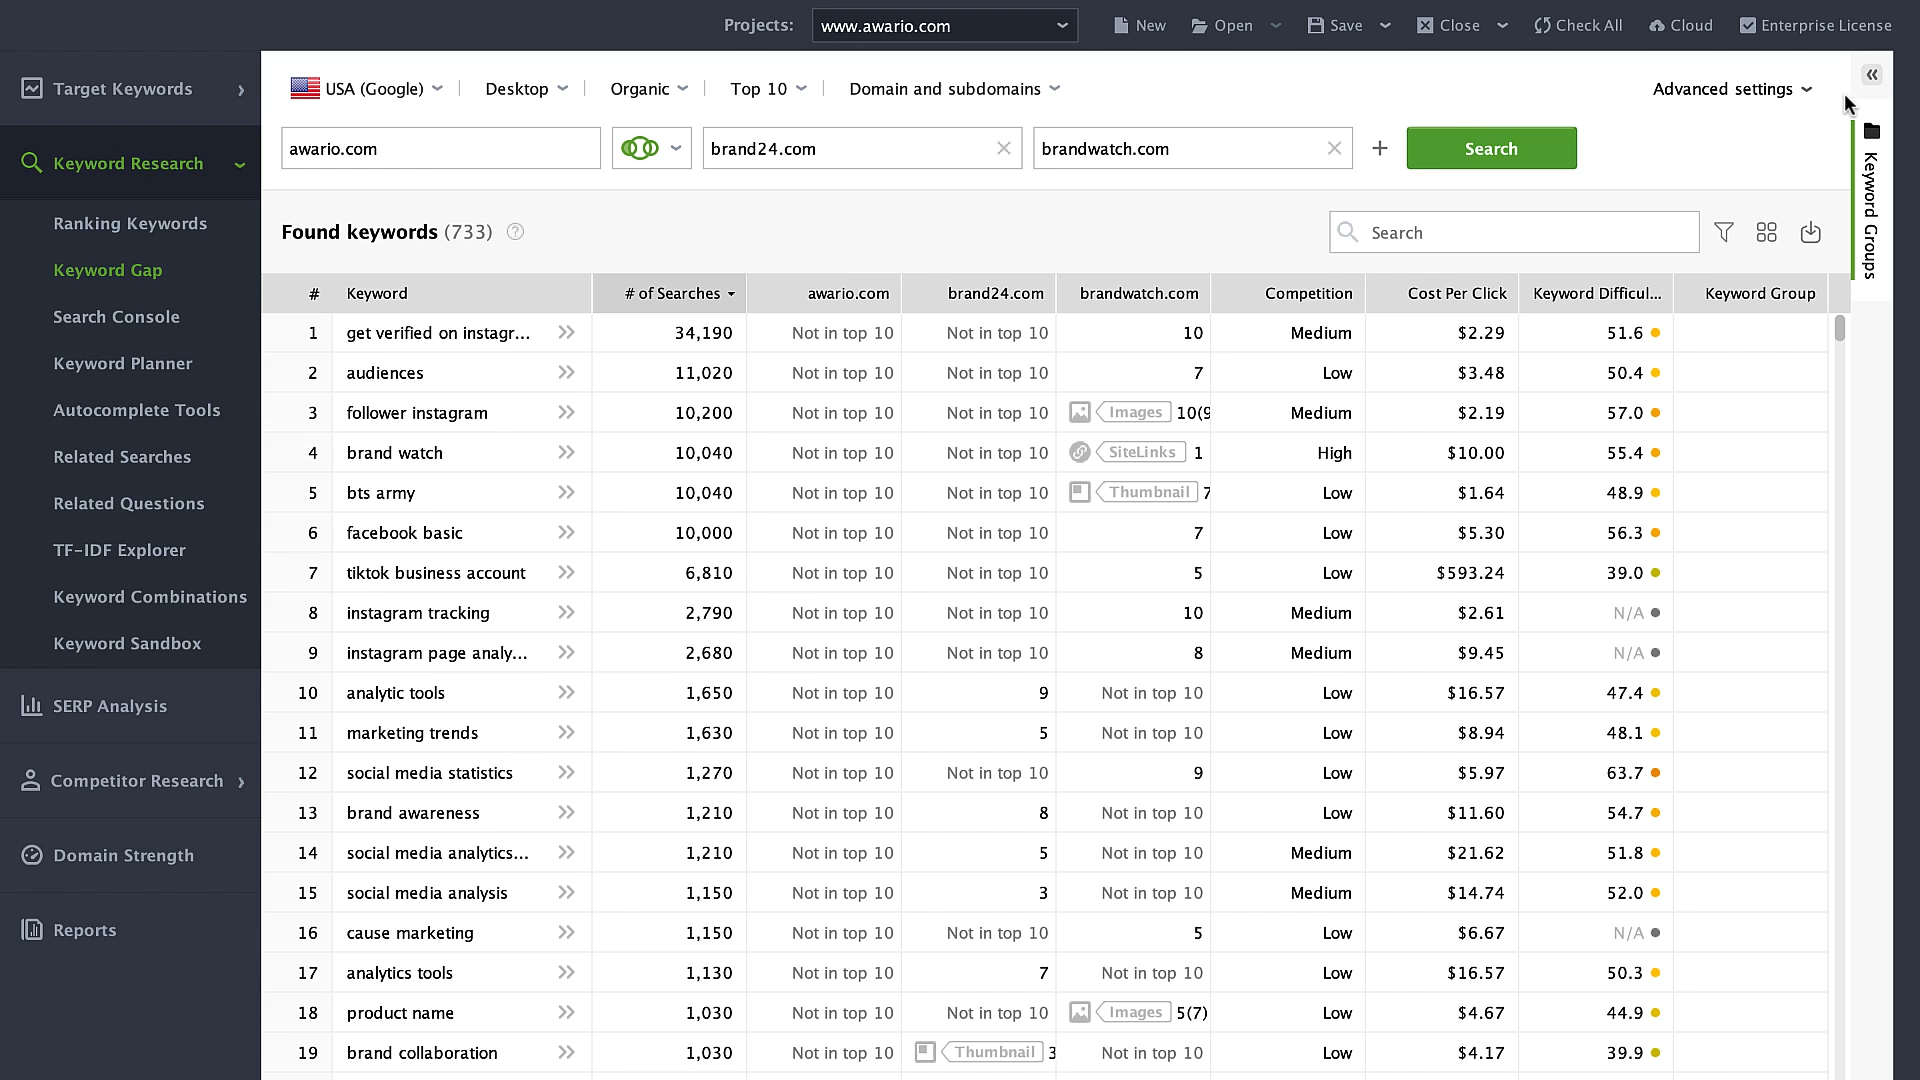 Projects: www.awario.com New Open Save Close Check All Cloud Enterprise License
Target Keywords
Keyword Research
Ranking Keywords
Keyword Gap
Search Console
Keyword Planner
Autocomplete Tools
Related Searches
Related Questions
TF-IDF Explorer
Keyword Combinations
Keyword Sandbox
SERP Analysis
Competitor Research
Domain Strength
Reports
USA (Google) Desktop Organic Top 10 Domain and subdomains Advanced settings
awario.com brand24.com brandwatch.com + Search
Keyword Groups
Found keywords (733) ? Search
# Keyword # of Searches awario.com brand24.com brandwatch.com Competition Cost Per Click Keyword Difficul... Keyword Group
1 get verified on instagr... 34,190 Not in top 10 Not in top 10 10 Medium $2.29 51.6
2 audiences 11,020 Not in top 10 Not in top 10 7 Low $3.48 50.4
3 follower instagram 10,200 Not in top 10 Not in top 10 Images 10(9 Medium $2.19 57.0
4 brand watch 10,040 Not in top 10 Not in top 10 SiteLinks 1 High $10.00 55.4
5 bts army 10,040 Not in top 10 Not in top 10 Thumbnail 7 Low $1.64 48.9
6 facebook basic 10,000 Not in top 10 Not in top 10 7 Low $5.30 56.3
7 tiktok business account 6,810 Not in top 10 Not in top 10 5 Low $593.24 39.0
8 instagram tracking 2,790 Not in top 10 Not in top 10 10 Medium $2.61 N/A
9 instagram page analy... 2,680 Not in top 10 Not in top 10 8 Medium $9.45 N/A
10 analytic tools 1,650 Not in top 10 9 Not in top 10 Low $16.57 47.4
11 marketing trends 1,630 Not in top 10 5 Not in top 10 Low $8.94 48.1
12 social media statistics 1,270 Not in top 10 Not in top 10 9 Low $5.97 63.7
13 brand awareness 1,210 Not in top 10 8 Not in top 10 Low $11.60 54.7
14 social media analytics... 1,210 Not in top 10 5 Not in top 10 Medium $21.62 51.8
15 social media analysis 1,150 Not in top 10 3 Not in top 10 Medium $14.74 52.0
16 cause marketing 1,150 Not in top 10 Not in top 10 5 Low $6.67 N/A
17 analytics tools 1,130 Not in top 10 7 Not in top 10 Low $16.57 50.3
18 product name 1,030 Not in top 10 Not in top 10 Images 5(7) Low $4.67 44.9
19 brand collaboration 1,030 Not in top 10 Thumbnail 3 Not in top 10 Low $4.17 39.9